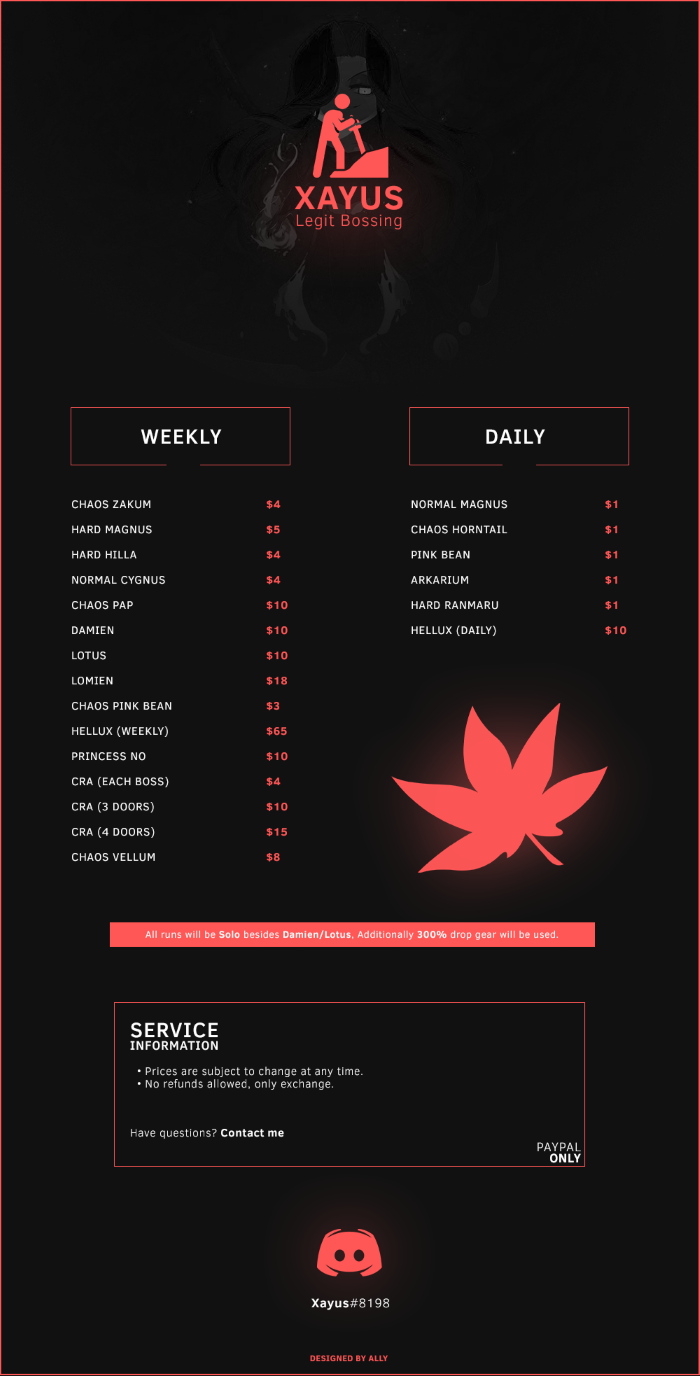 XAYUS
Legit Bossing
WEEKLY
CHAOS ZAKUM $4
HARD MAGNUS $5
HARD HILLA $4
NORMAL CYGNUS $4
CHAOS PAP $10
DAMIEN $10
LOTUS $10
LOMIEN $18
CHAOS PINK BEAN $3
HELLUX (WEEKLY) $65
PRINCESS NO $10
CRA (EACH BOSS) $4
CRA (3 DOORS) $10
CRA (4 DOORS) $15
CHAOS VELLUM $8
DAILY
NORMAL MAGNUS $1
CHAOS HORNTAIL $1
PINK BEAN $1
ARKARIUM $1
HARD RANMARU $1
HELLUX (DAILY) $10
All runs will be Solo besides Damien/Lotus, Additionally 300% drop gear will be used.
SERVICE
INFORMATION
• Prices are subject to change at any time.
• No refunds allowed, only exchange.
Have questions? Contact me
PAYPAL
ONLY
Xayus#8198
DESIGNED BY ALLY